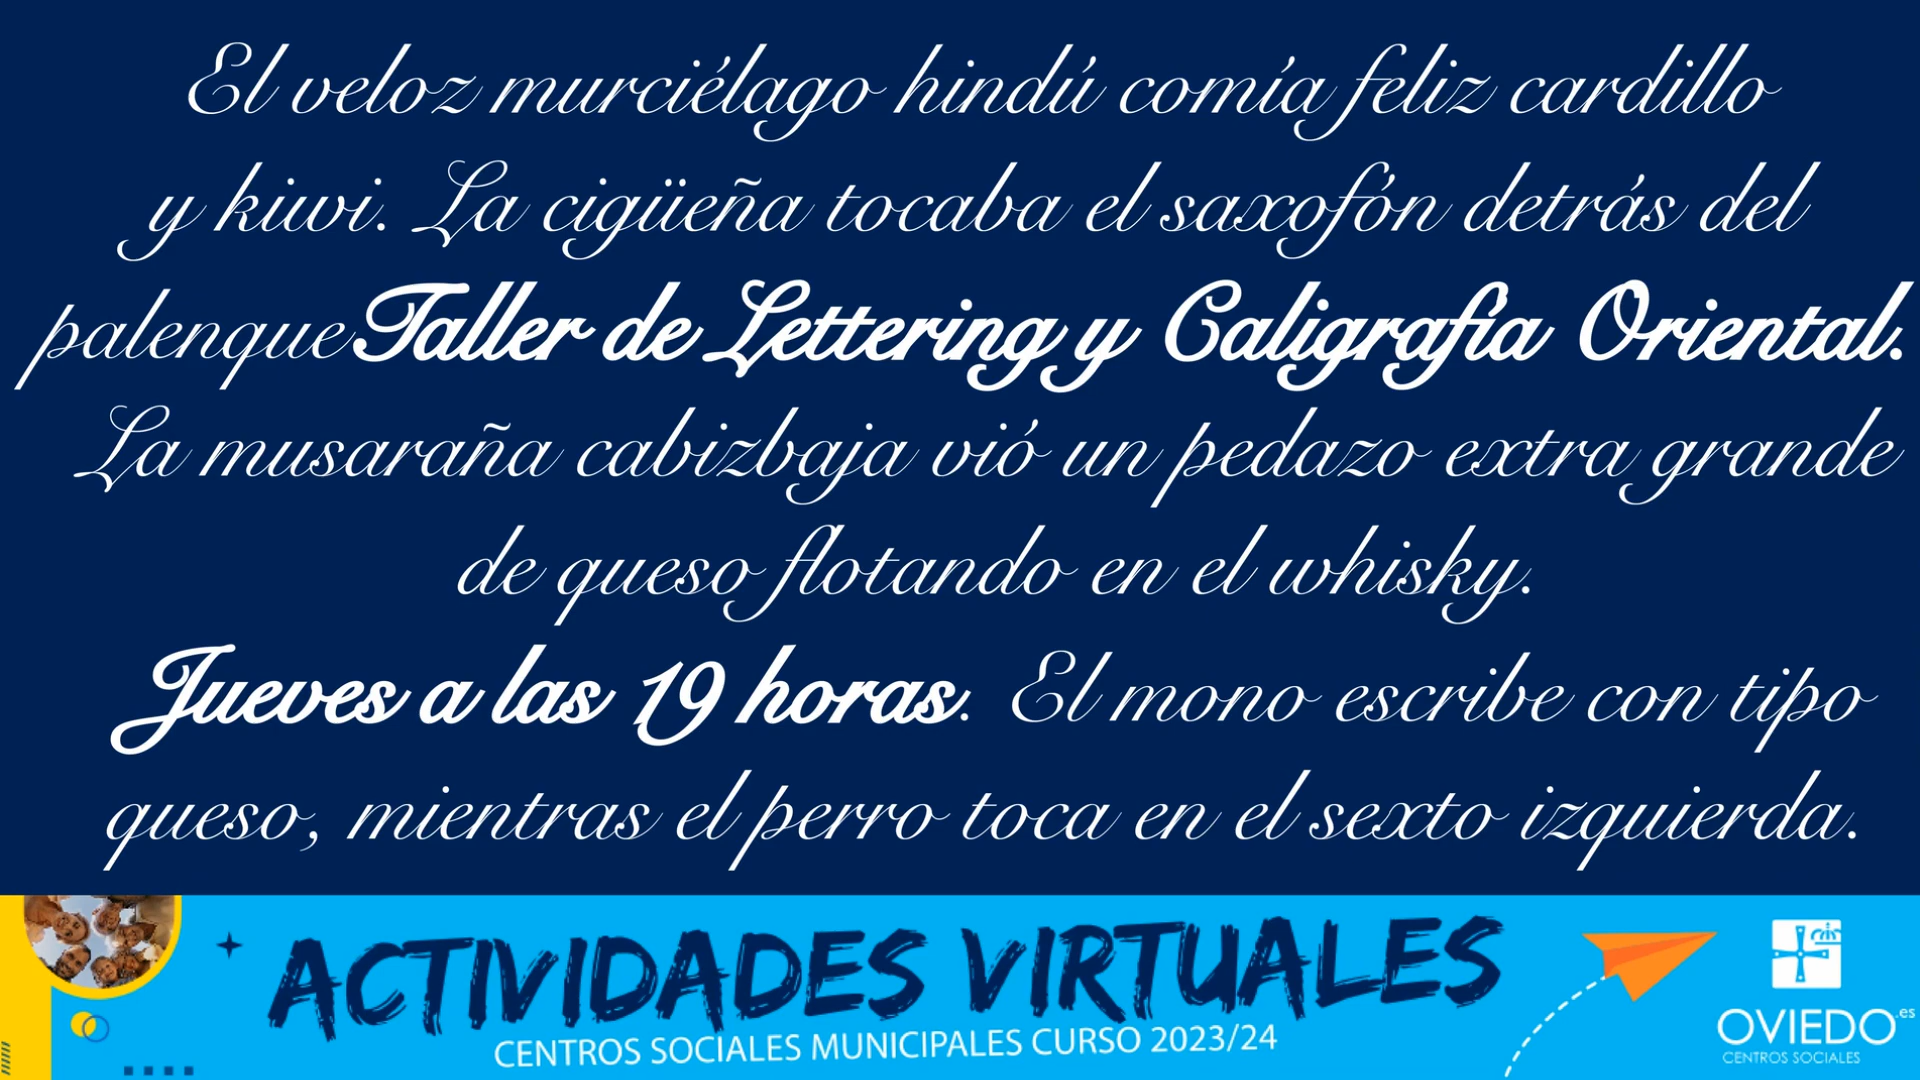 El veloz murciélago hindú comía feliz cardillo
y kiwi. La cigüeña tocaba el saxofón detrás del
palenque Taller de Lettering y Caligrafia Oriental.
La musaraña cabizbaja vió un pedazo extra grande
de queso flotando en el whisky.
Jueves a las 19 horas. El mono escribe con tipo
queso, mientras el perro toca en el sexto izquierda.
ACTIVIDADES VIRTUALES
CENTROS SOCIALES MUNICIPALES CURSO 2023/24
OVIEDO.es
CENTROS SOCIALES